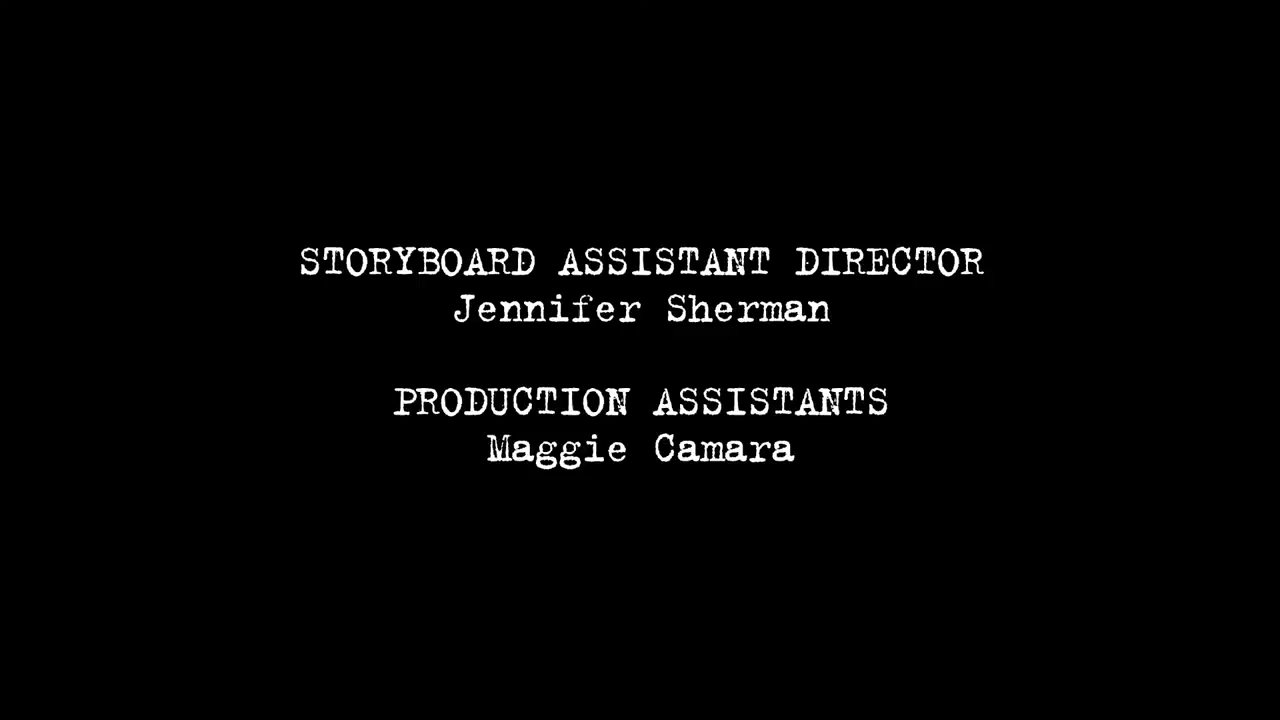 STORYBOARD ASSISTANT DIRECTOR
Jennifer Sherman
PRODUCTION ASSISTANTS
Maggie Camara